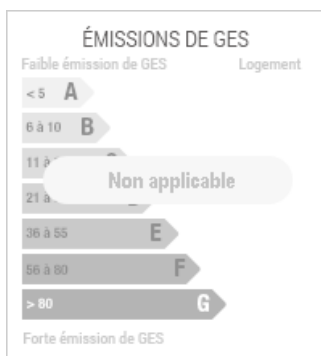 ÉMISSIONS DE GES
Faible émission de GES Logement
< 5 A
6 à 10 B
11 à
Non applicable
21 à
36 à 55 E
56 à 80 F
> 80 G
Forte émission de GES